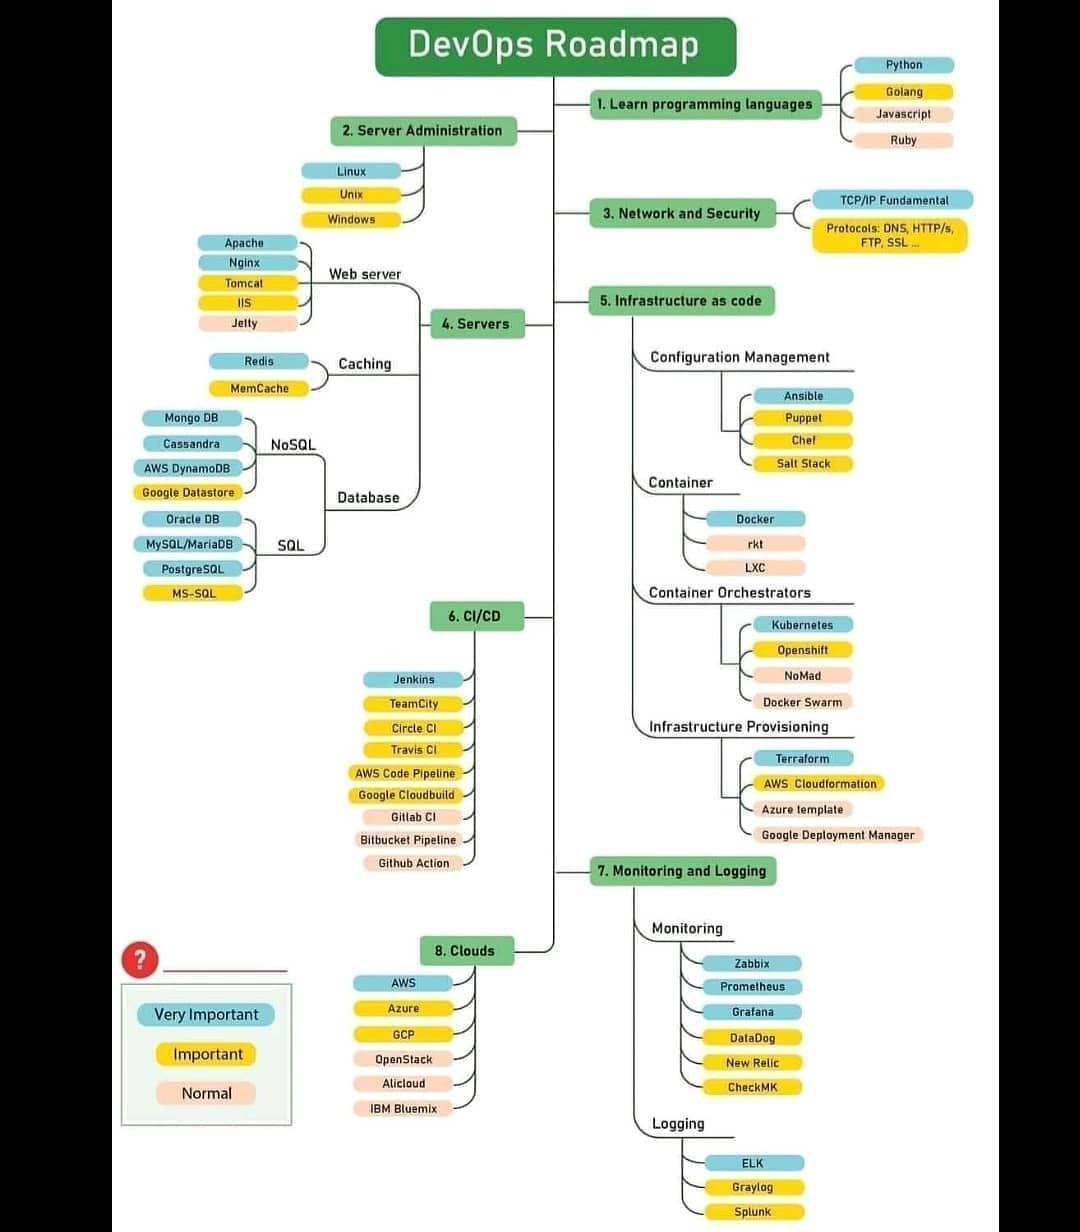 DevOps Roadmap
1. Learn programming languages
Python
Golang
Javascript
Ruby
2. Server Administration
Linux
Unix
Windows
3. Network and Security
TCP/IP Fundamental
Protocols: DNS, HTTP/s,
FTP, SSL ...
4. Servers
Web server
Apache
Nginx
Tomcat
IIS
Jetty
Caching
Redis
MemCache
Database
NoSQL
Mongo DB
Cassandra
AWS DynamoDB
Google Datastore
SQL
Oracle DB
MySQL/MariaDB
PostgreSQL
MS-SQL
5. Infrastructure as code
Configuration Management
Ansible
Puppet
Chef
Salt Stack
Container
Docker
rkt
LXC
Container Orchestrators
Kubernetes
Openshift
NoMad
Docker Swarm
Infrastructure Provisioning
Terraform
AWS Cloudformation
Azure template
Google Deployment Manager
6. CI/CD
Jenkins
TeamCity
Circle CI
Travis CI
AWS Code Pipeline
Google Cloudbuild
Gitlab CI
Bitbucket Pipeline
Github Action
7. Monitoring and Logging
Monitoring
Zabbix
Prometheus
Grafana
DataDog
New Relic
CheckMK
Logging
ELK
Graylog
Splunk
8. Clouds
AWS
Azure
GCP
OpenStack
Alicloud
IBM Bluemix
?
Very Important
Important
Normal